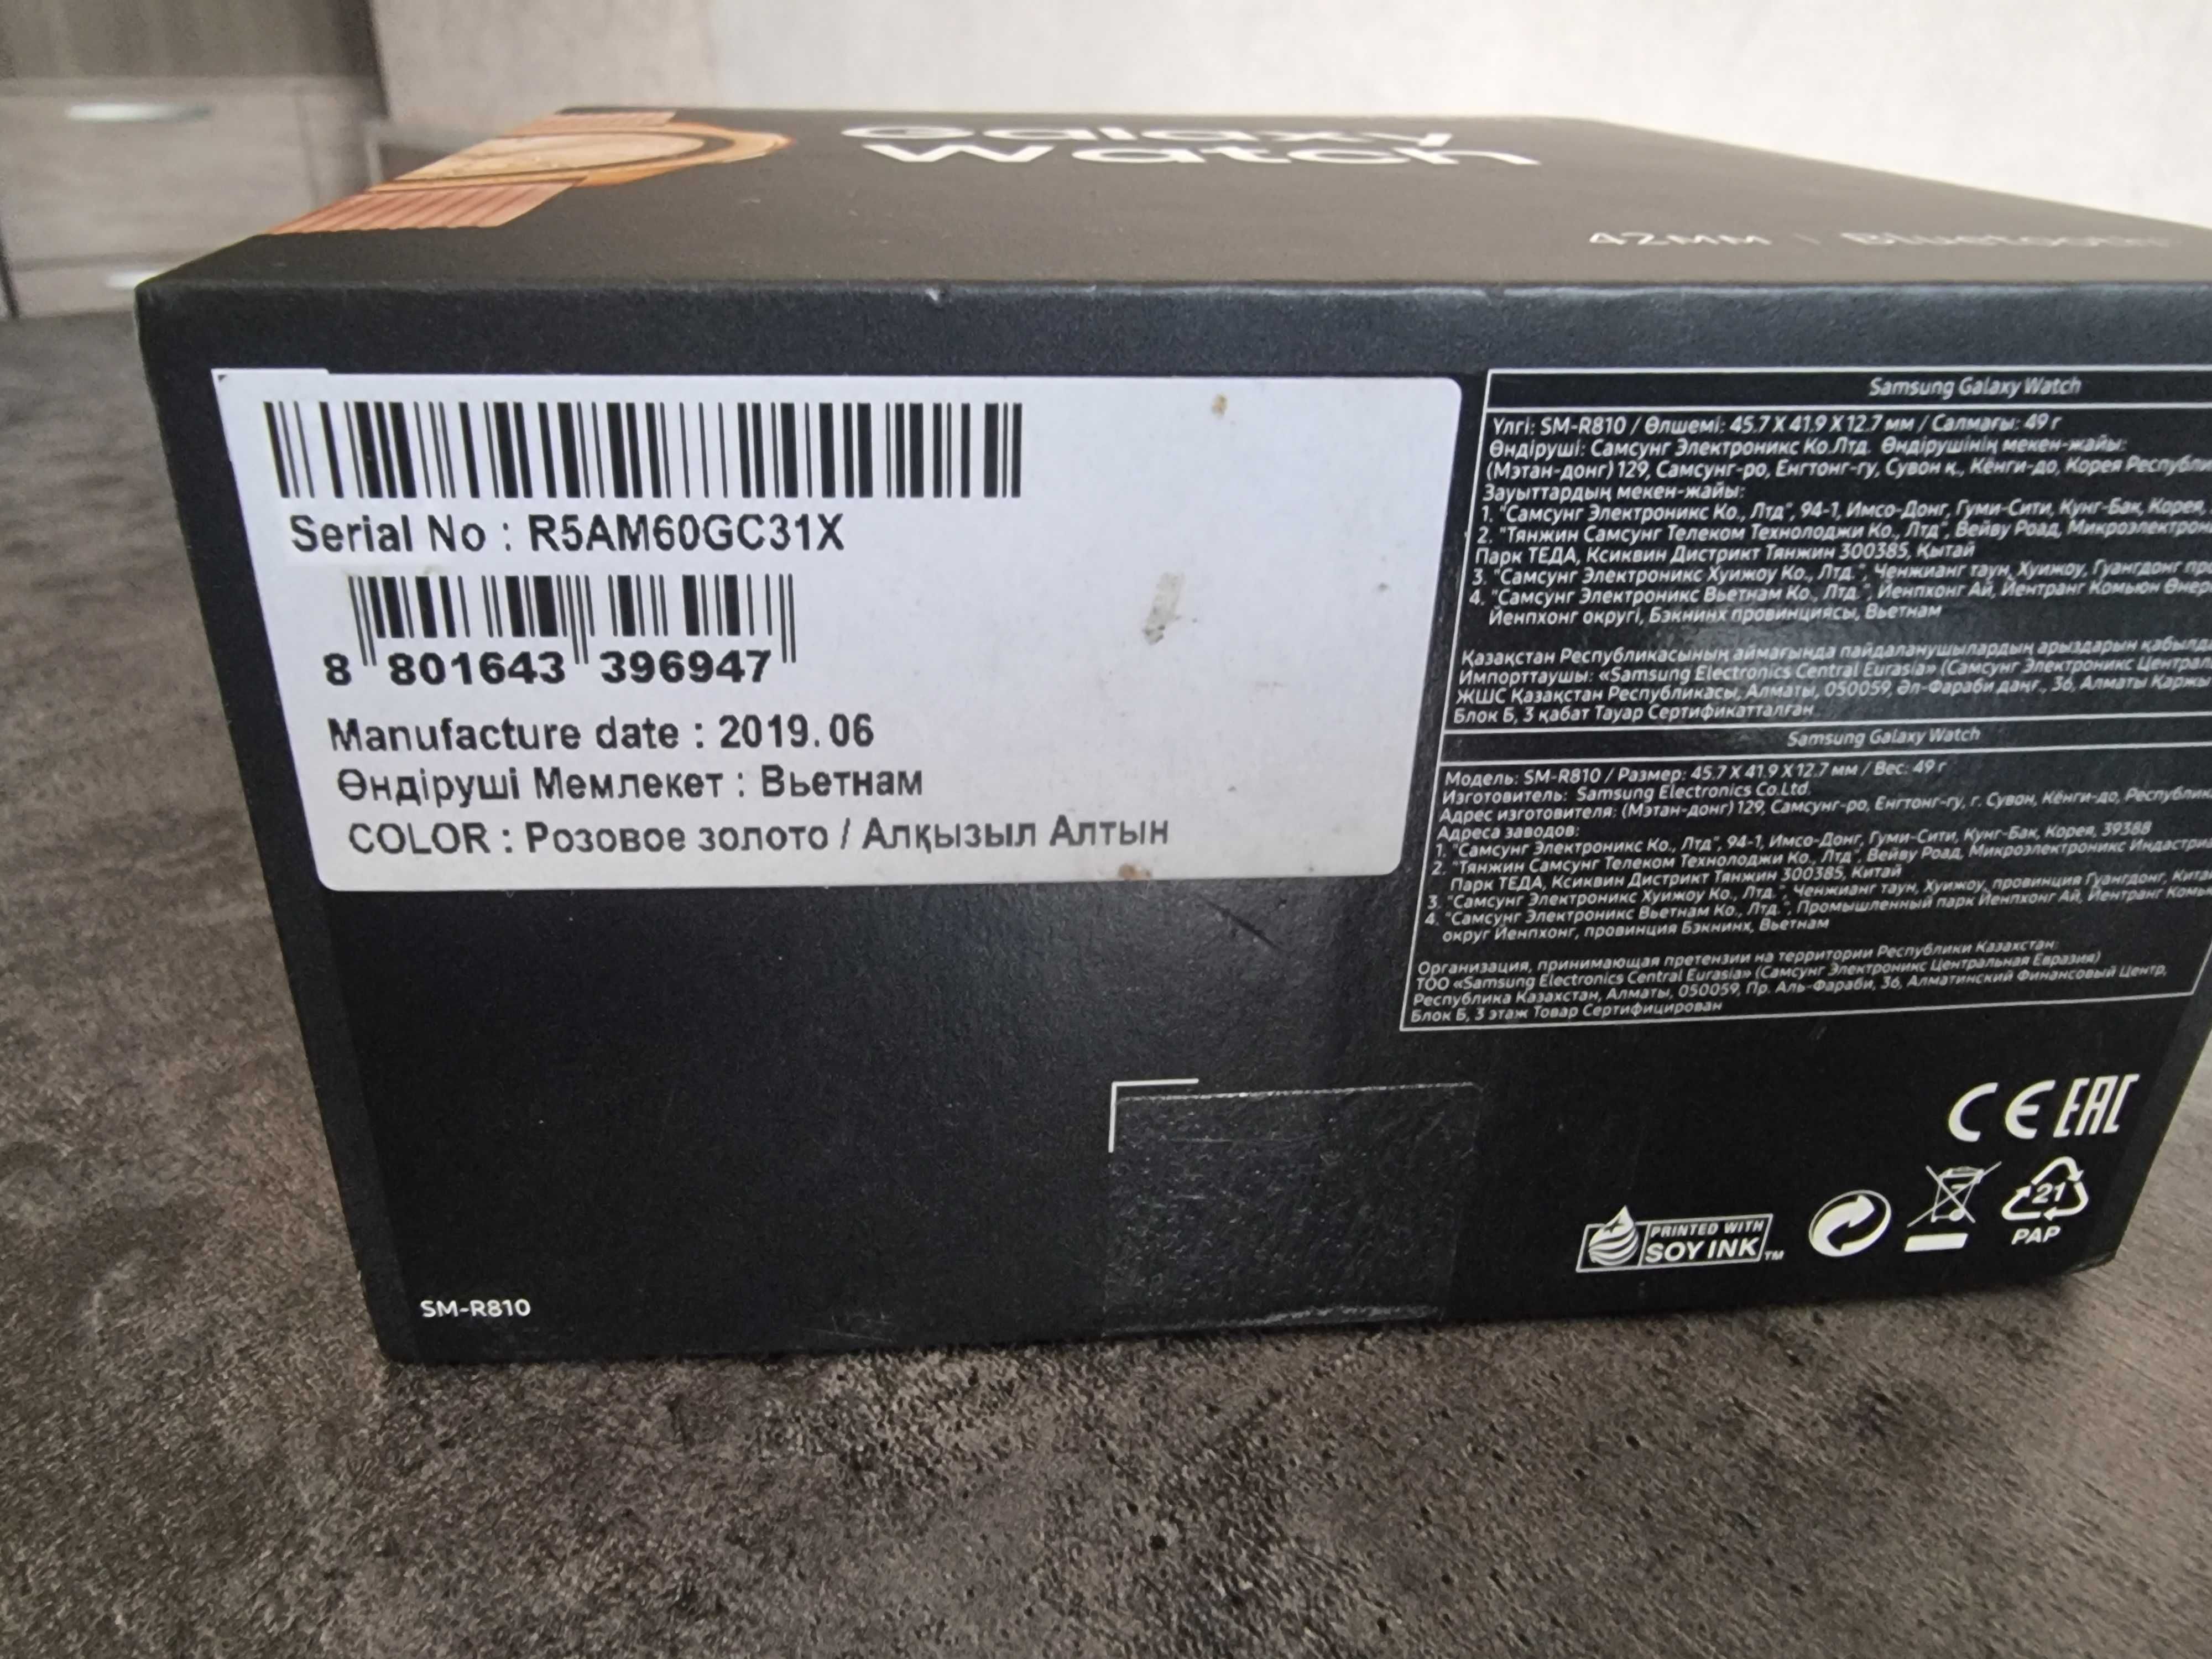 Galaxy
Watch
42мм | Bluetooth
Serial No : R5AM60GC31X
8 801643 396947
Manufacture date : 2019.06
Өндіруші Мемлекет : Вьетнам
COLOR : Розовое золото / Алқызыл Алтын
Samsung Galaxy Watch
Үлгі: SM-R810 / Өлшемі: 45.7 X 41.9 X 12.7 мм / Салмағы: 49 г
Өндіруші: Самсунг Электроникс Ко.Лтд. Өндірушінің мекен-жайы:
(Мэтан-донг) 129, Самсунг-ро, Енгтонг-гу, Сувон қ., Кёнги-до, Корея
Зауыттардың мекен-жайы:
1. "Самсунг Электроникс Ко., Лтд", 94-1, Имсо-Донг, Гуми-Сити, Кунг-Бак, Корея,
2. "Тянжин Самсунг Телеком Технолоджи Ко., Лтд", Вейву Роад,
Парк ТЕДА, Ксиквин Дистрикт Тянжин 300385, Қытай
3. "Самсунг Электроникс Хуижоу Ко., Лтд.", Ченжианг таун, Хуижоу, Гуангдонг
4. "Самсунг Электроникс Вьетнам Ко., Лтд.", Йенпхонг Ай, Йентранг Комьюн
Йенпхонг округі, Бэкнинх провинциясы, Вьетнам
Қазақстан Республикасының аймағында пайдаланушылардың арыздарын
Импорттаушы: «Samsung Electronics Central Eurasia» (Самсунг Электроникс
ЖШС Қазақстан Республикасы, Алматы, 050059, Әл-Фараби даңғ., 36, Алматы
Блок Б, 3 қабат Тауар Сертификатталған
Samsung Galaxy Watch
Модель: SM-R810 / Размер: 45.7 X 41.9 X 12.7 мм / Вес: 49 г
Изготовитель: Samsung Electronics Co.Ltd.
Адрес изготовителя: (Мэтан-донг) 129, Самсунг-ро, Енгтонг-гу, г. Сувон, Кёнги-до,
Адреса заводов:
1. "Самсунг Электроникс Ко., Лтд", 94-1, Имсо-Донг, Гуми-Сити, Кунг-Бак, Корея, 39388
2. "Тянжин Самсунг Телеком Технолоджи Ко., Лтд", Вейву Роад, Микроэлектроникс
Парк ТЕДА, Ксиквин Дистрикт Тянжин 300385, Китай
3. "Самсунг Электроникс Хуижоу Ко., Лтд.", Ченжианг таун, Хуижоу, провинция Гуангдонг,
4. "Самсунг Электроникс Вьетнам Ко., Лтд.", Промышленный парк Йенпхонг Ай, Йентранг
округ Йенпхонг, провинция Бэкнинх, Вьетнам
Организация, принимающая претензии на территории Республики Казахстан:
ТОО «Samsung Electronics Central Eurasia» (Самсунг Электроникс Центральная Евразия)
Республика Казахстан, Алматы, 050059, Пр. Аль-Фараби, 36, Алматинский Финансовый Центр,
Блок Б, 3 этаж Товар Сертифицирован
CE EAC
PRINTED WITH
SOY INK TM
21
PAP
SM-R810